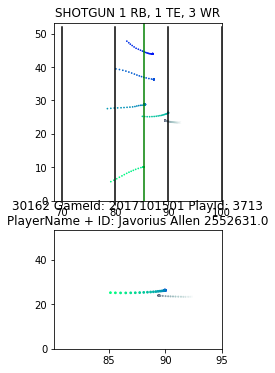 SHOTGUN 1 RB, 1 TE, 3 WR
50
40
30
20
10
0
70 80 90 100
30162 GameId: 2017101501 PlayId: 3713
PlayerName + ID: Javorius Allen 2552631.0
40
20
0
85 90 95